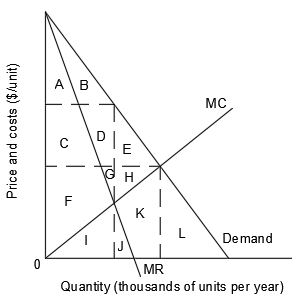 A B
MC
C D E
G H
F
K
I J L
Demand
0
MR
Quantity (thousands of units per year)
Price and costs ($/unit)